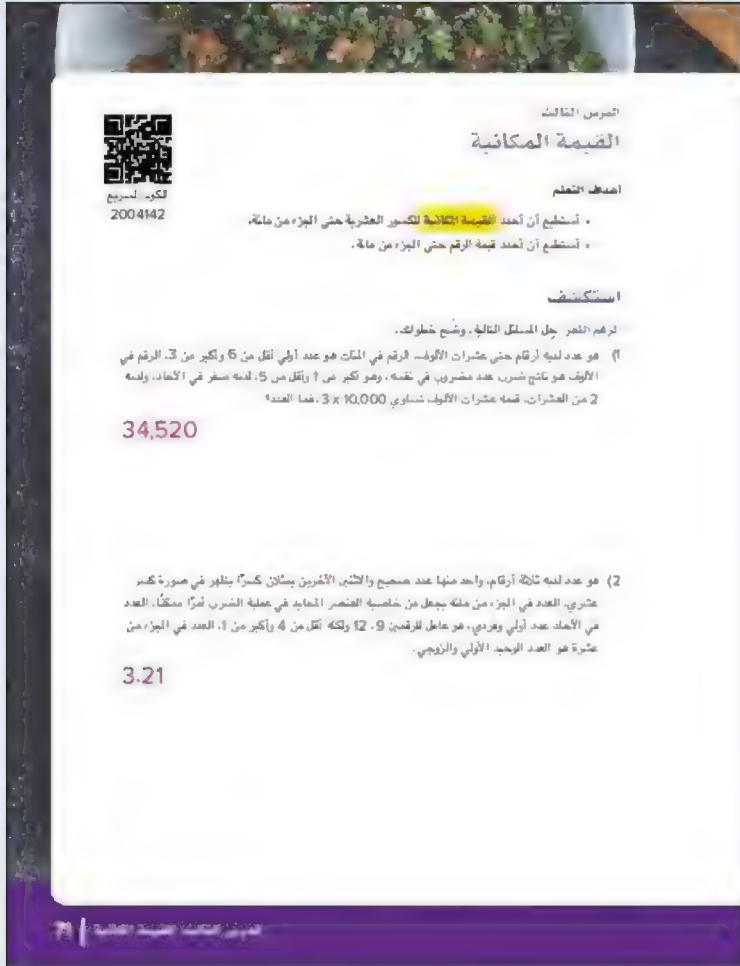 الدرس الثالث
القيمة المكانية
الكود السريع
2004142
أهداف التعلم
• أستطيع أن أحدد القيمة المكانية للكسور العشرية حتى الجزء من مائة.
• أستطيع أن أحدد قيمة الرقم حتى الجزء من مائة.
استكشف
لوهم اللغز حل المسائل التالية، وضّح خطواتك.
1) هو عدد لديه أرقام حتى عشرات الألوف، الرقم في المئات هو عدد أولي أقل من 6 وأكبر من 3، الرقم في
الألوف هو ناتج ضرب عدد مضروب في نفسه، وهو أكبر من 1 وأقل من 5، لديه صفر في الآحاد، ولديه
2 من العشرات، قيمة عشرات الألوف تساوي 10,000 x 3، فما العدد؟
34,520
2) هو عدد لديه ثلاثة أرقام، واحد منها عدد صحيح والاثنين الآخرين يمثلان كسرًا يظهر في صورة كسر
عشري، العدد في الجزء من مائة يجعل من خاصية العنصر المحايد في عملية الضرب أمرًا ممكنًا، العدد
في الآحاد عدد أولي وفردي، هو عامل للرقمين 9، 12 ولكنه أقل من 4 وأكبر من 1، العدد في الجزء من
عشرة هو العدد الوحيد الأولي والزوجي.
3.21
الدرس الثالث: القيمة المكانية